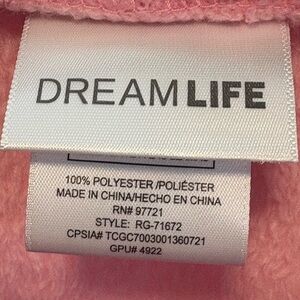 DREAMLIFE
100% POLYESTER /POLIÉSTER
MADE IN CHINA/HECHO EN CHINA
RN# 97721
STYLE: RG-71672
CPSIA# TCGC7003001360721
GPU# 4922